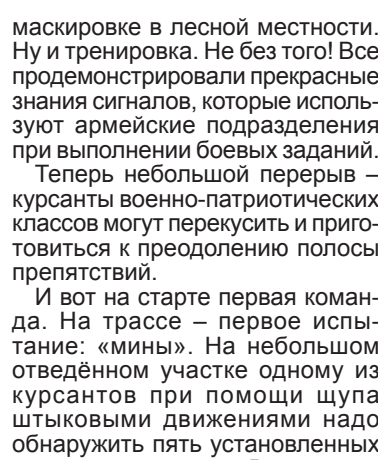 маскировке в лесной местности.
Ну и тренировка. Не без того! Все
продемонстрировали прекрасные
знания сигналов, которые исполь-
зуют армейские подразделения
при выполнении боевых заданий.
Теперь небольшой перерыв –
курсанты военно-патриотических
классов могут перекусить и приго-
товиться к преодолению полосы
препятствий.
И вот на старте первая коман-
да. На трассе – первое испы-
тание: «мины». На небольшом
отведённом участке одному из
курсантов при помощи щупа
штыковыми движениями надо
обнаружить пять установленных